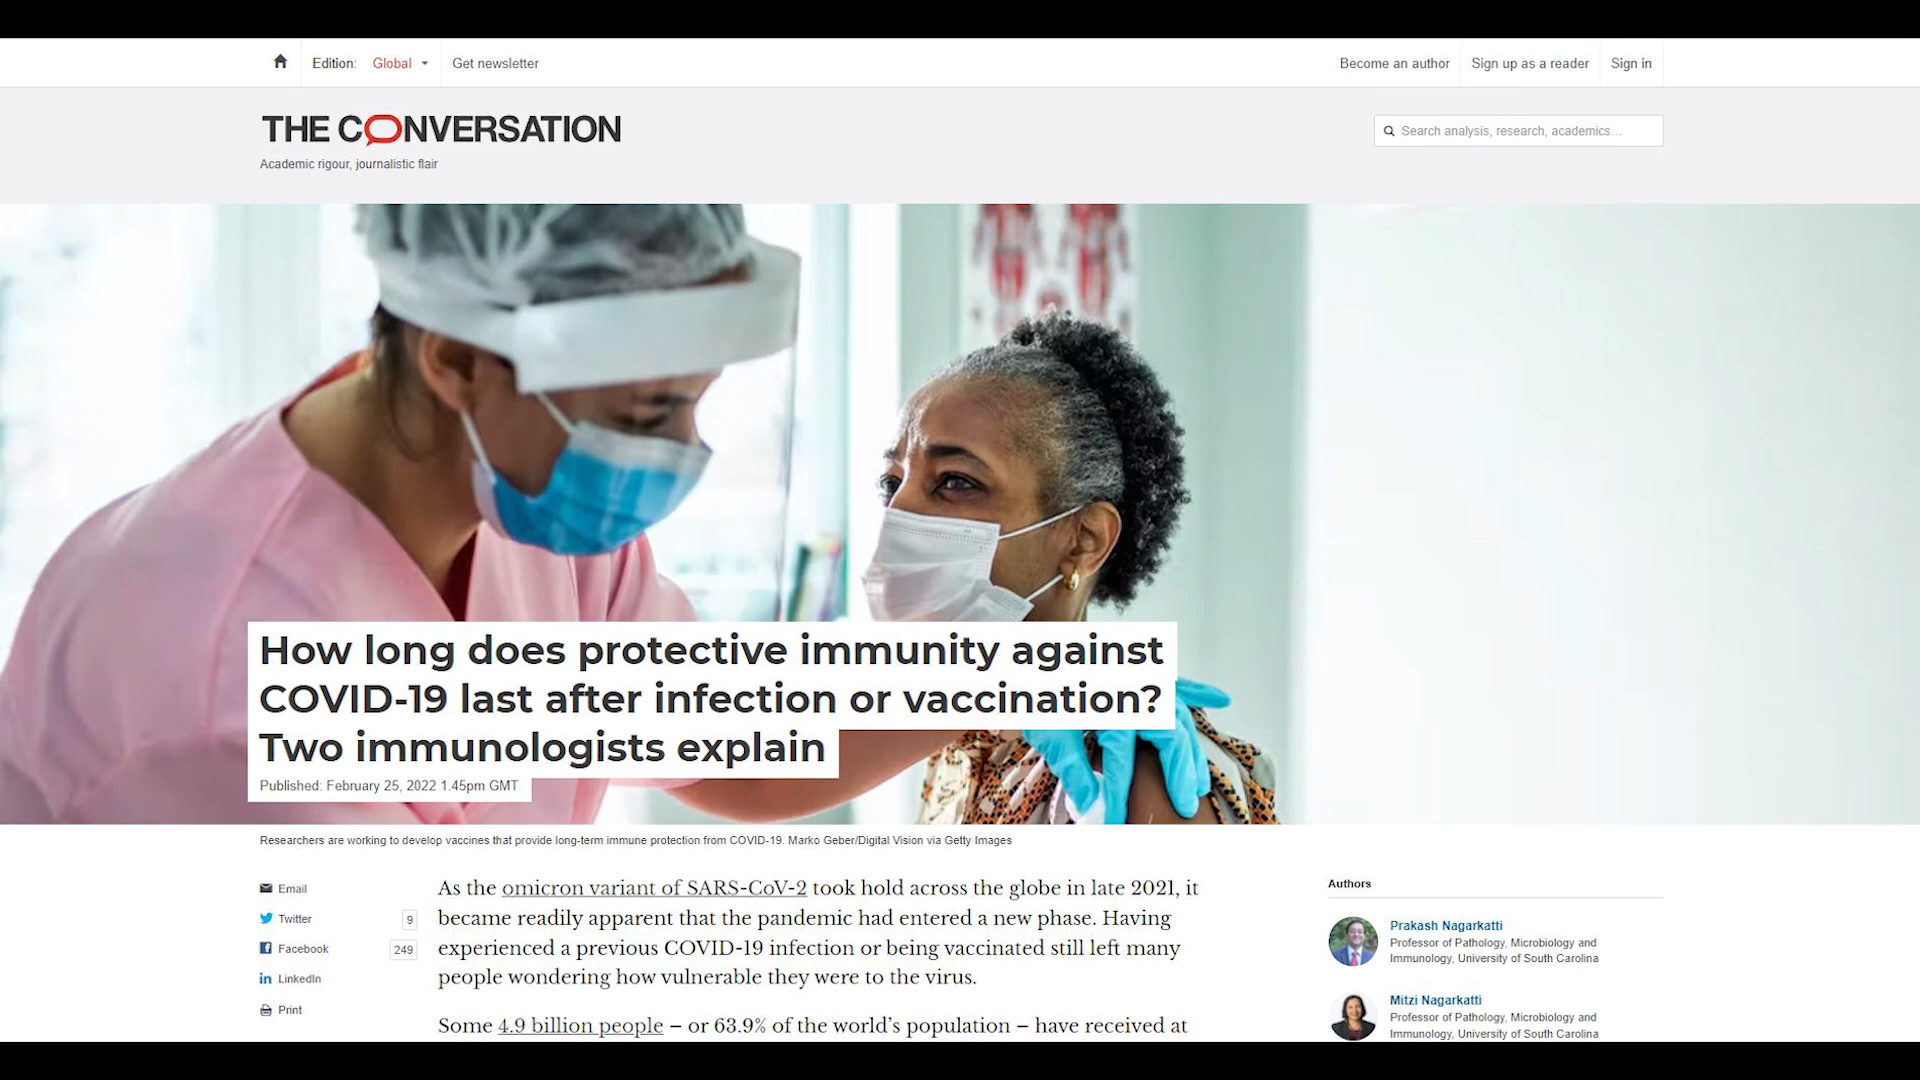 Edition: Global
Get newsletter
Become an author
Sign up as a reader
Sign in
THE CONVERSATION
Academic rigour, journalistic flair
Search analysis, research, academics...
How long does protective immunity against
COVID-19 last after infection or vaccination?
Two immunologists explain
Published: February 25, 2022 1.45pm GMT
Researchers are working to develop vaccines that provide long-term immune protection from COVID-19. Marko Geber/Digital Vision via Getty Images
Email
Twitter 9
Facebook 249
LinkedIn
Print
As the omicron variant of SARS-CoV-2 took hold across the globe in late 2021, it
became readily apparent that the pandemic had entered a new phase. Having
experienced a previous COVID-19 infection or being vaccinated still left many
people wondering how vulnerable they were to the virus.
Some 4.9 billion people – or 63.9% of the world's population – have received at
Authors
Prakash Nagarkatti
Professor of Pathology, Microbiology and
Immunology, University of South Carolina
Mitzi Nagarkatti
Professor of Pathology, Microbiology and
Immunology, University of South Carolina